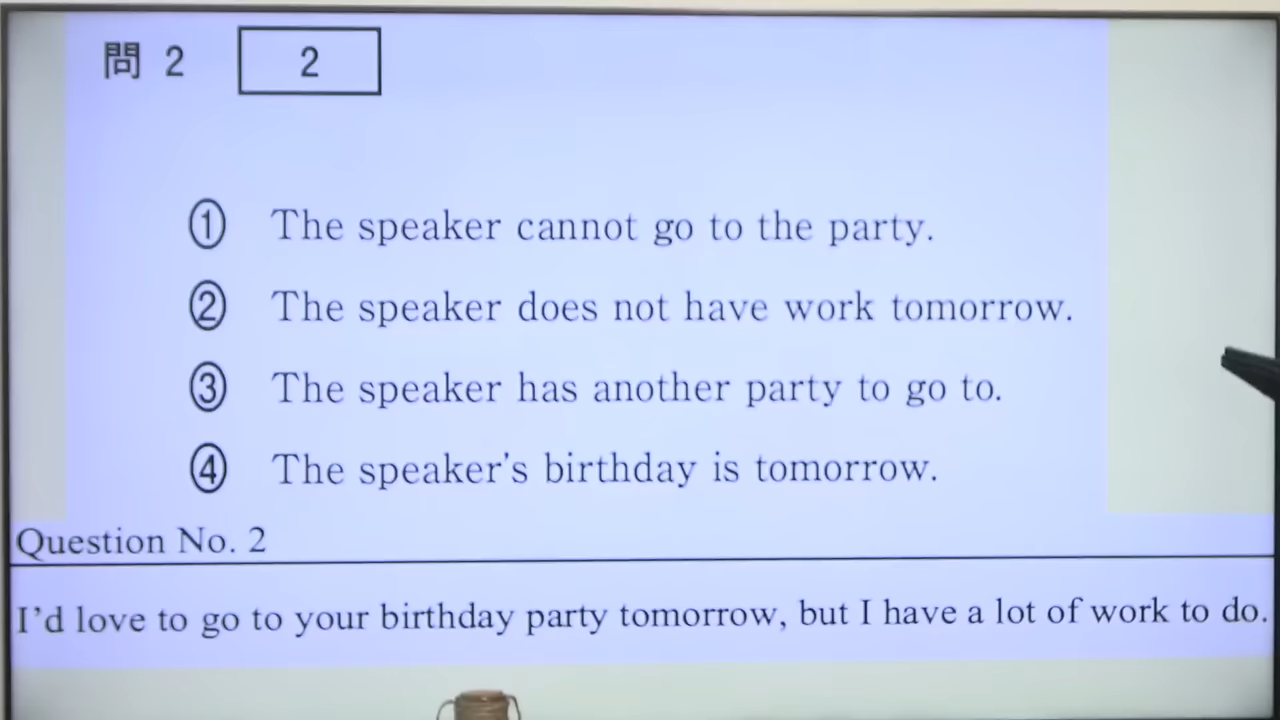 問 2 2
① The speaker cannot go to the party.
② The speaker does not have work tomorrow.
③ The speaker has another party to go to.
④ The speaker's birthday is tomorrow.
Question No. 2
I’d love to go to your birthday party tomorrow, but I have a lot of work to do.